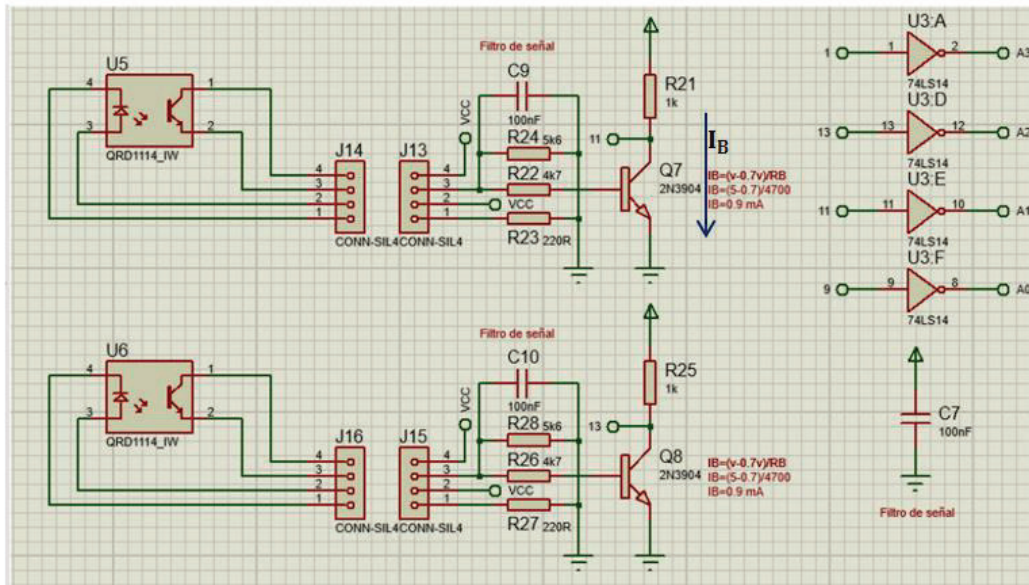 U5
4
1
3
2
QRD1114_IW
J14
4
3
2
1
CONN-SIL4
J13
4
3
2
1
CONN-SIL4
VCC
Filtro de señal
C9
100nF
R24 5k6
R22 4k7
VCC
R23 220R
R21
1k
11
Q7
2N3904
I_B
IB=(v-0.7v)/RB
IB=(5-0.7)/4700
IB=0.9 mA
U6
4
1
3
2
QRD1114_IW
J16
4
3
2
1
CONN-SIL4
J15
4
3
2
1
CONN-SIL4
VCC
Filtro de señal
C10
100nF
R28 5k6
R26 4k7
VCC
R27 220R
R25
1k
13
Q8
2N3904
IB=(v-0.7v)/RB
IB=(5-0.7)/4700
IB=0.9 mA
U3:A
1 1 2 A3
74LS14
U3:D
13 13 12 A2
74LS14
U3:E
11 11 10 A1
74LS14
U3:F
9 9 8 A0
74LS14
C7
100nF
Filtro de señal